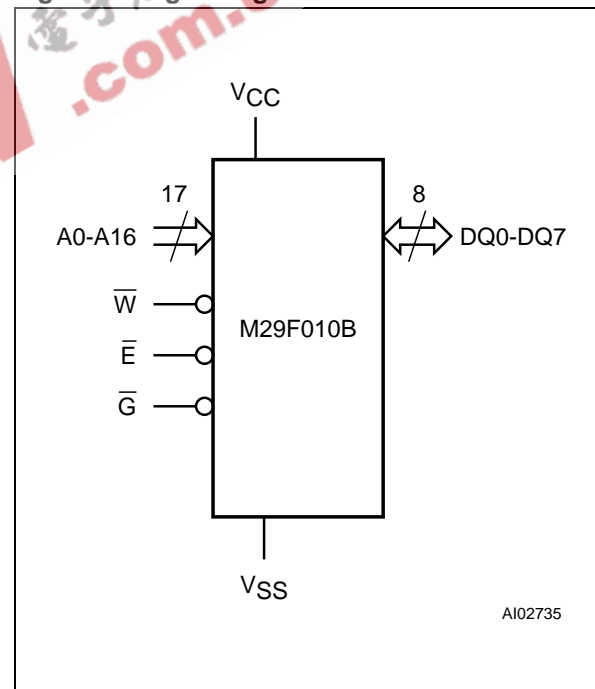 .com.
VCC
17
8
A0-A16
DQ0-DQ7
W̅
M29F010B
E̅
G̅
VSS
AI02735